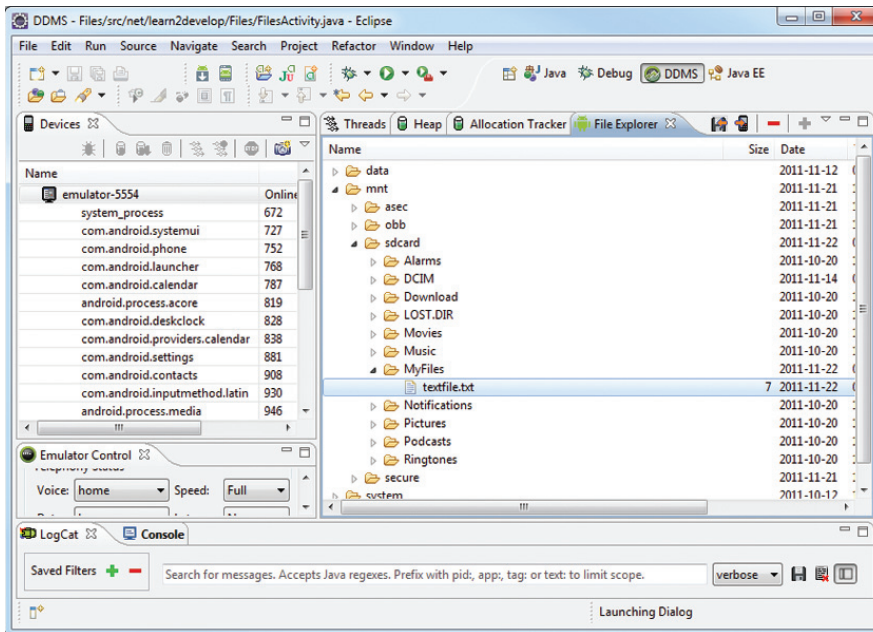 DDMS - Files/src/net/learn2develop/Files/FilesActivity.java - Eclipse
File Edit Run Source Navigate Search Project Refactor Window Help
Java Debug DDMS Java EE
Devices
Name
emulator-5554 Online
system_process 672
com.android.systemui 727
com.android.phone 752
com.android.launcher 768
com.android.calendar 787
android.process.acore 819
com.android.deskclock 828
com.android.providers.calendar 838
com.android.settings 881
com.android.contacts 908
com.android.inputmethod.latin 930
android.process.media 946
Emulator Control
Telephony Status
Voice: home Speed: Full
Threads Heap Allocation Tracker File Explorer
Name Size Date
data 2011-11-12
mnt 2011-11-21
asec 2011-11-21
obb 2011-11-21
sdcard 2011-11-22
Alarms 2011-10-20
DCIM 2011-11-14
Download 2011-10-20
LOST.DIR 2011-10-20
Movies 2011-10-20
Music 2011-10-20
MyFiles 2011-11-22
textfile.txt 7 2011-11-22
Notifications 2011-10-20
Pictures 2011-10-20
Podcasts 2011-10-20
Ringtones 2011-10-20
secure 2011-11-21
system 2011-10-12
LogCat Console
Saved Filters
Search for messages. Accepts Java regexes. Prefix with pid:, app:, tag: or text: to limit scope.
verbose
Launching Dialog